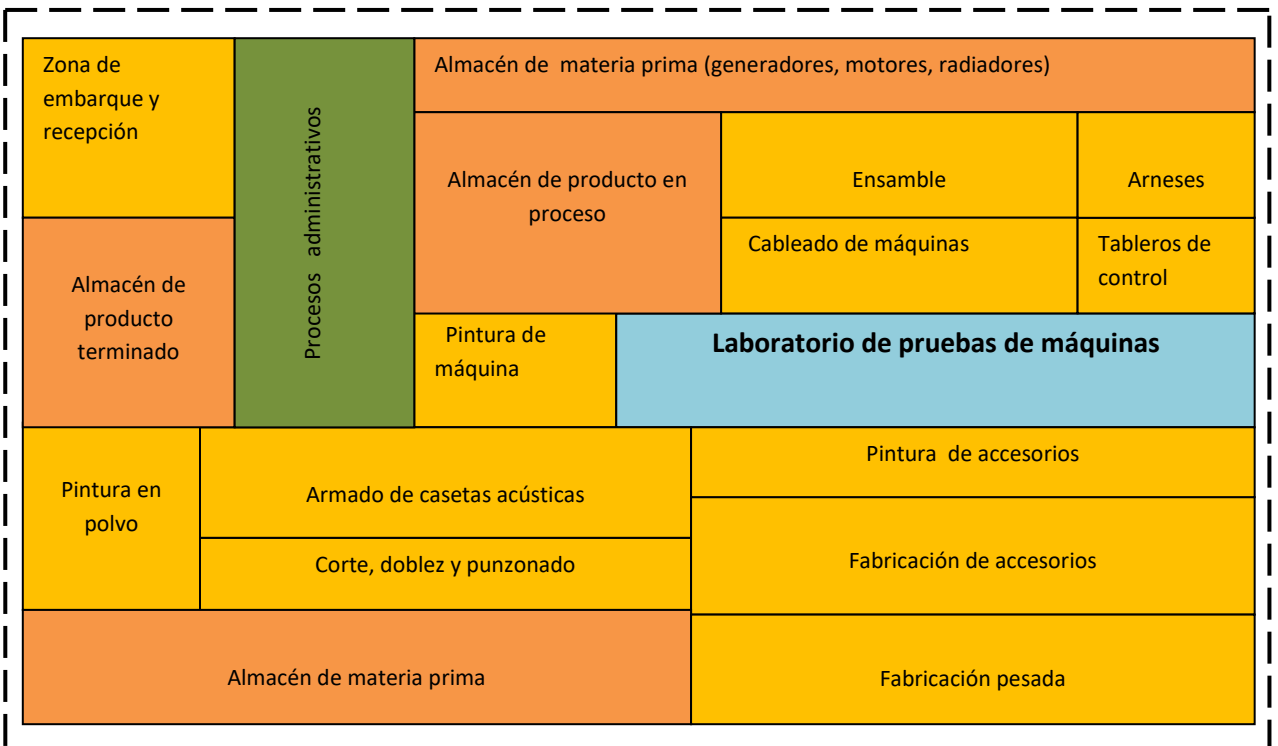 Zona de
embarque y
recepción
Procesos administrativos
Almacén de materia prima (generadores, motores, radiadores)
Almacén de producto en
proceso
Ensamble
Arneses
Almacén de
producto
terminado
Cableado de máquinas
Tableros de
control
Pintura de
máquina
Laboratorio de pruebas de máquinas
Pintura en
polvo
Armado de casetas acústicas
Corte, doblez y punzonado
Pintura de accesorios
Fabricación de accesorios
Almacén de materia prima
Fabricación pesada